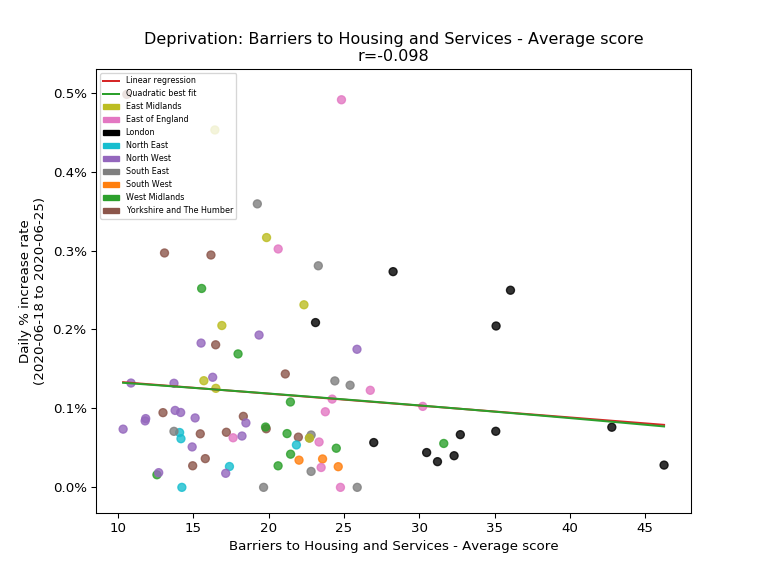 Deprivation: Barriers to Housing and Services - Average score
r=-0.098
Linear regression
Quadratic best fit
East Midlands
East of England
London
North East
North West
South East
South West
West Midlands
Yorkshire and The Humber
0.5%
0.4%
0.3%
0.2%
0.1%
0.0%
Daily % increase rate
(2020-06-18 to 2020-06-25)
10
15
20
25
30
35
40
45
Barriers to Housing and Services - Average score